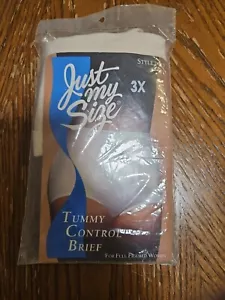 STYLE
Just
my
Size
3X
TUMMY
CONTROL
BRIEF
FOR FULL FIGURED WOMEN